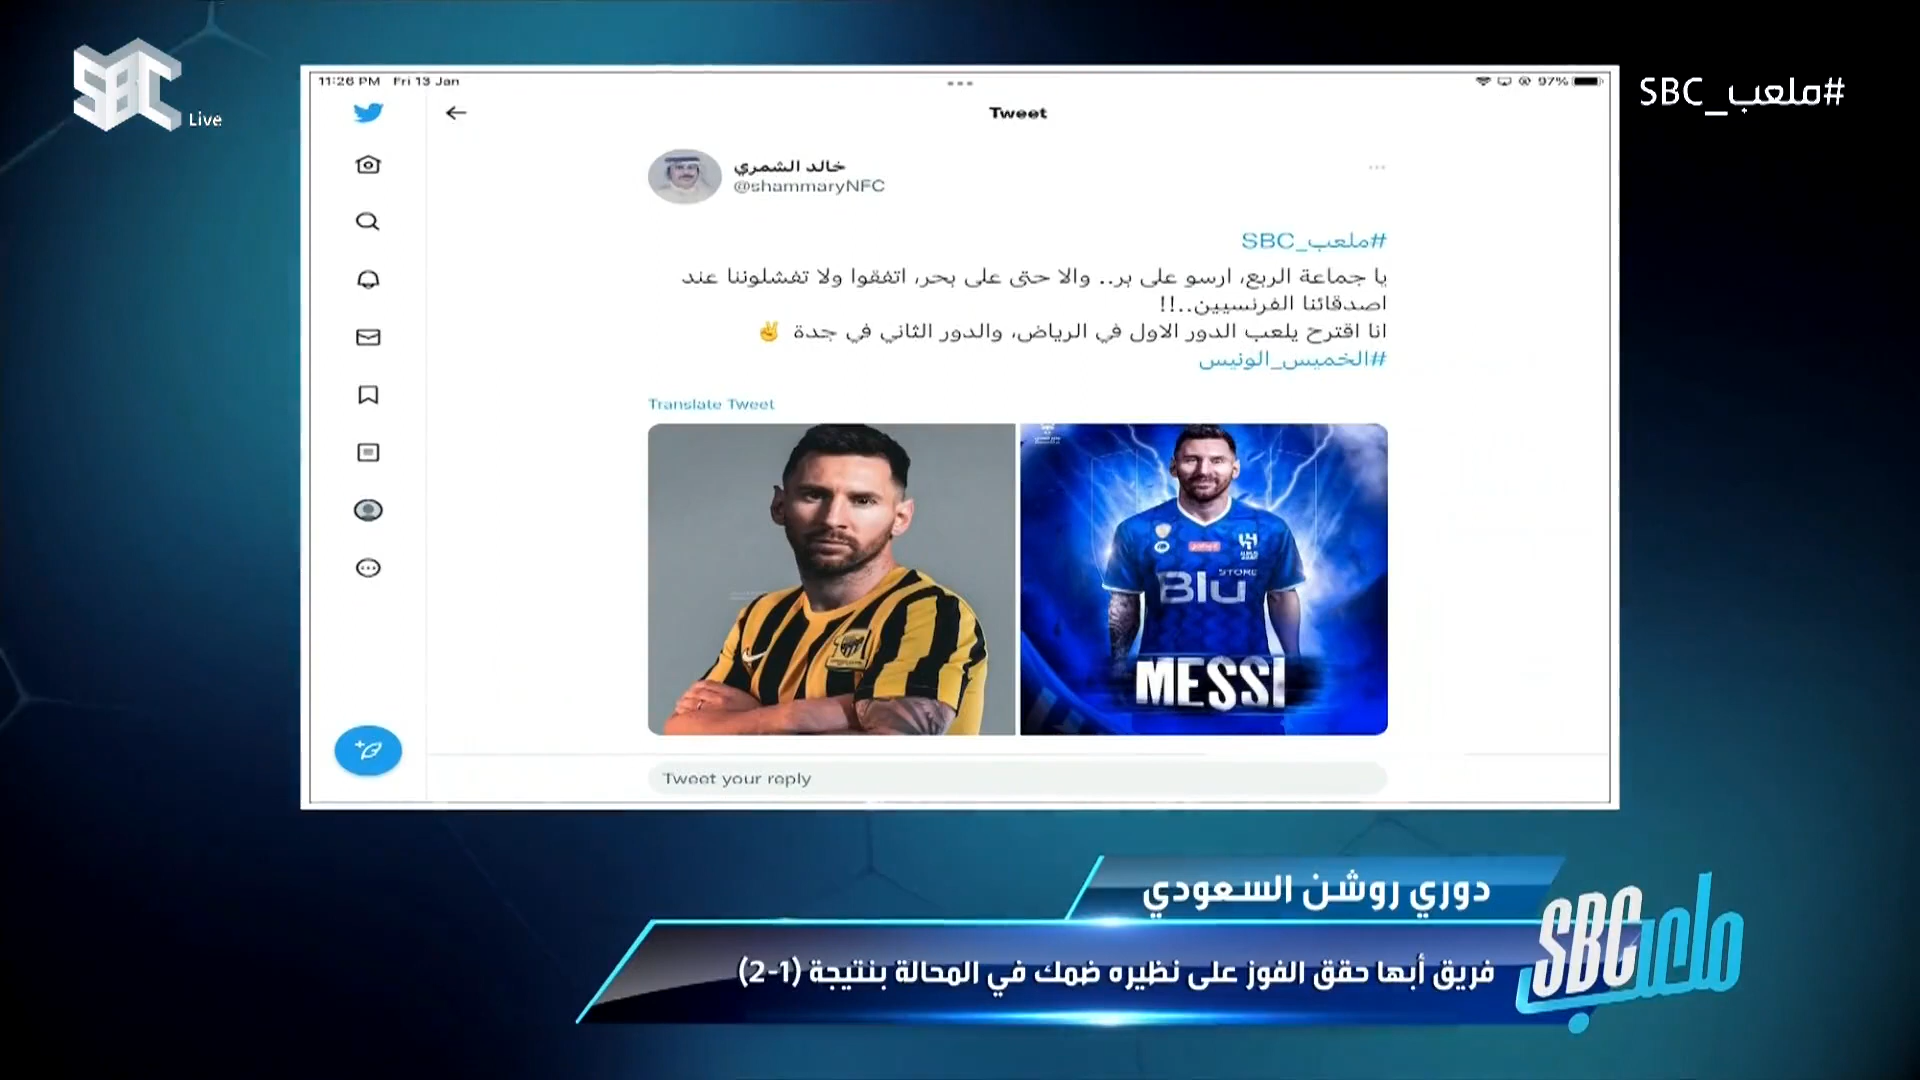 SBC
Live
#ملعب_SBC
11:26 PM Fri 13 Jan
97%
Tweet
خالد الشمري
@shammaryNFC
#ملعب_SBC
يا جماعة الربع، ارسو على بر.. والا حتى على بحر، اتفقوا ولا تفشلوننا عند
اصدقائنا الفرنسيين..!!
انا اقترح يلعب الدور الاول في الرياض، والدور الثاني في جدة ✌️
#الخميس_الونيس
Translate Tweet
Blu
STORE
MESSI
Tweet your reply
دوري روشن السعودي
فريق أبها حقق الفوز على نظيره ضمك في المحالة بنتيجة (1-2)
ملعب SBC